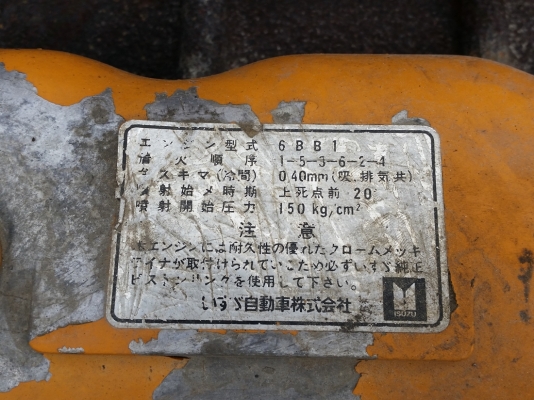 エンジン型式 6BB1
着火順序 1-5-3-6-2-4
スキマ(冷間) 0.40mm(吸、排気共)
噴射始メ時期 上死点前 20°
噴射開始圧力 150kg/cm²
注意
本エンジンには耐久性の優れたクロームメッキ
ライナが取付けられているため必ずいすゞ純正
ピストンリングを使用して下さい。
いすゞ自動車株式会社
ISUZU